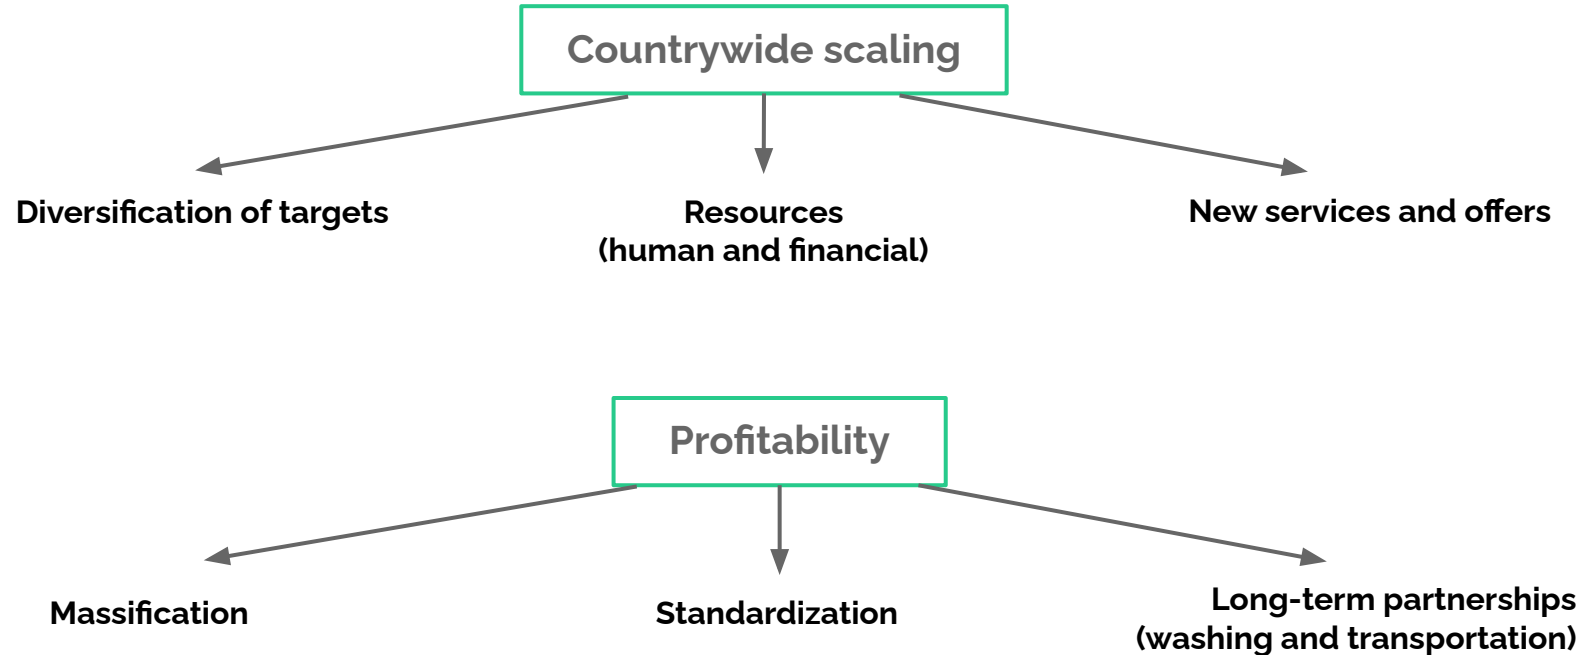 Countrywide scaling
Diversification of targets
Resources
(human and financial)
New services and offers
Profitability
Massification
Standardization
Long-term partnerships
(washing and transportation)